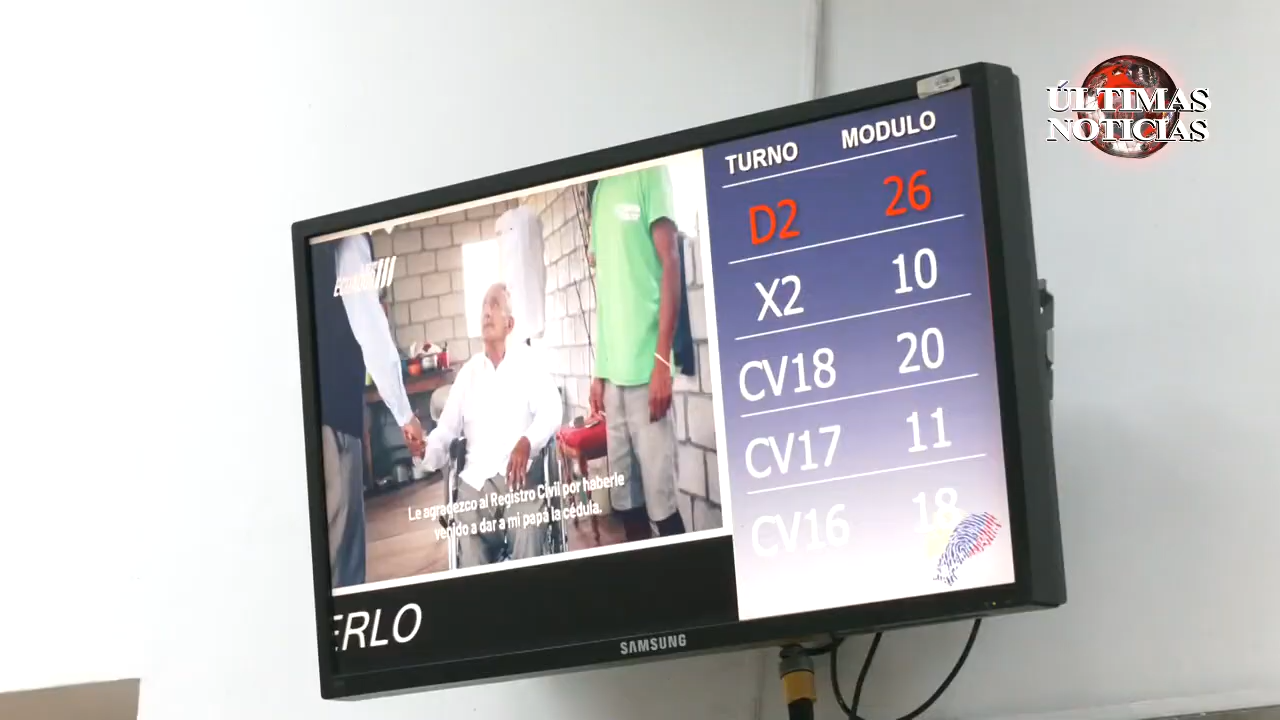 ÚLTIMAS
NOTICIAS
TURNO MODULO
D2 26
X2 10
CV18 20
CV17 11
CV16 18
Le agradezco al Registro Civil por haberle
venido a dar a mi papá la cédula.
ERLO
SAMSUNG